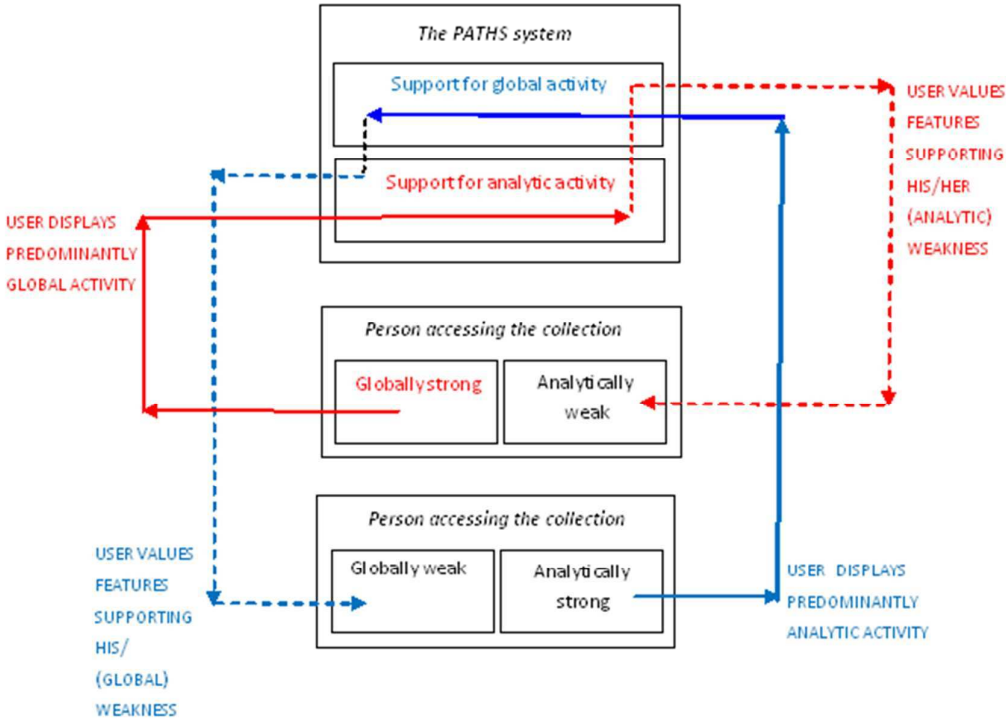 The PATHS system
Support for global activity
Support for analytic activity
USER VALUES
FEATURES
SUPPORTING
HIS/HER
(ANALYTIC)
WEAKNESS
USER DISPLAYS
PREDOMINANTLY
GLOBAL ACTIVITY
Person accessing the collection
Globally strong
Analytically
weak
Person accessing the collection
Globally weak
Analytically
strong
USER VALUES
FEATURES
SUPPORTING
HIS/
(GLOBAL)
WEAKNESS
USER DISPLAYS
PREDOMINANTLY
ANALYTIC ACTIVITY